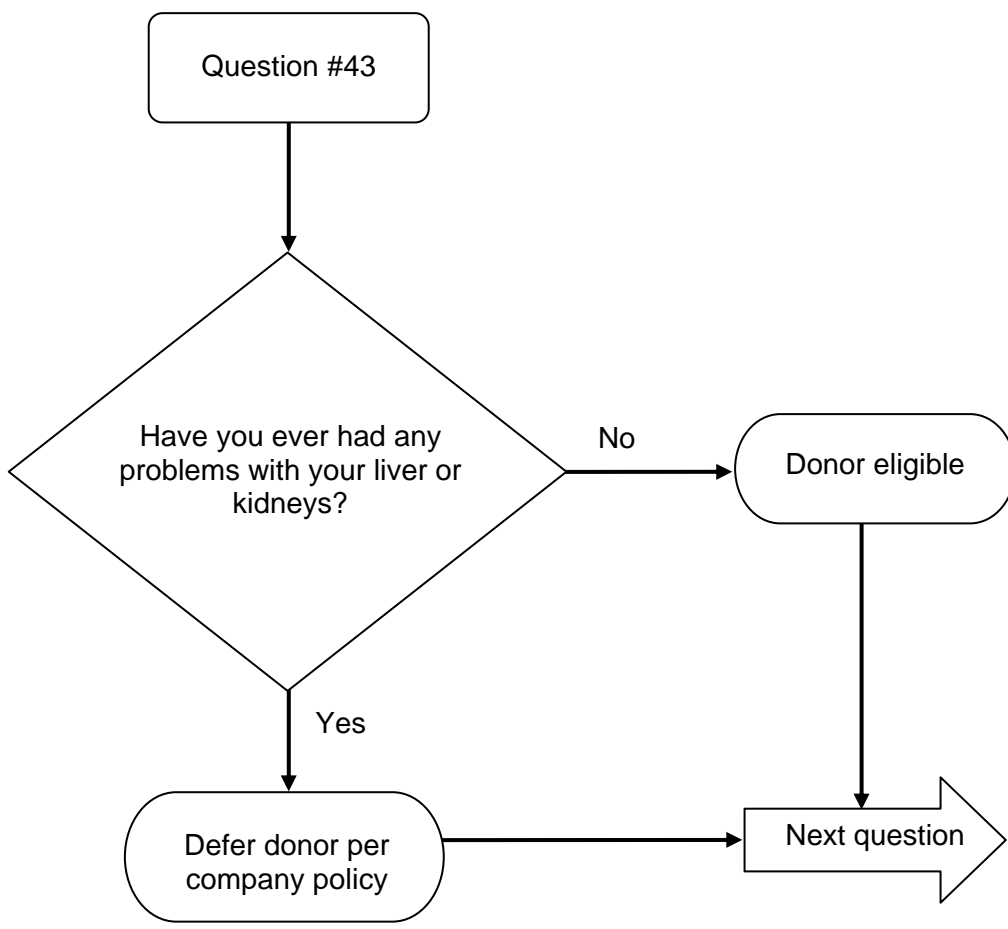 Question #43
Have you ever had any
problems with your liver or
kidneys?
No
Donor eligible
Yes
Defer donor per
company policy
Next question